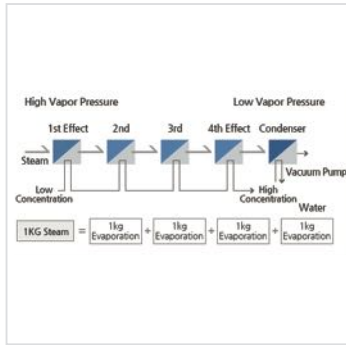 High Vapor Pressure
Low Vapor Pressure
1st Effect
2nd
3rd
4th Effect
Condenser
Steam
Vacuum Pump
Low
Concentration
High
Concentration
Water
1KG Steam = 1kg Evaporation + 1kg Evaporation + 1kg Evaporation + 1kg Evaporation